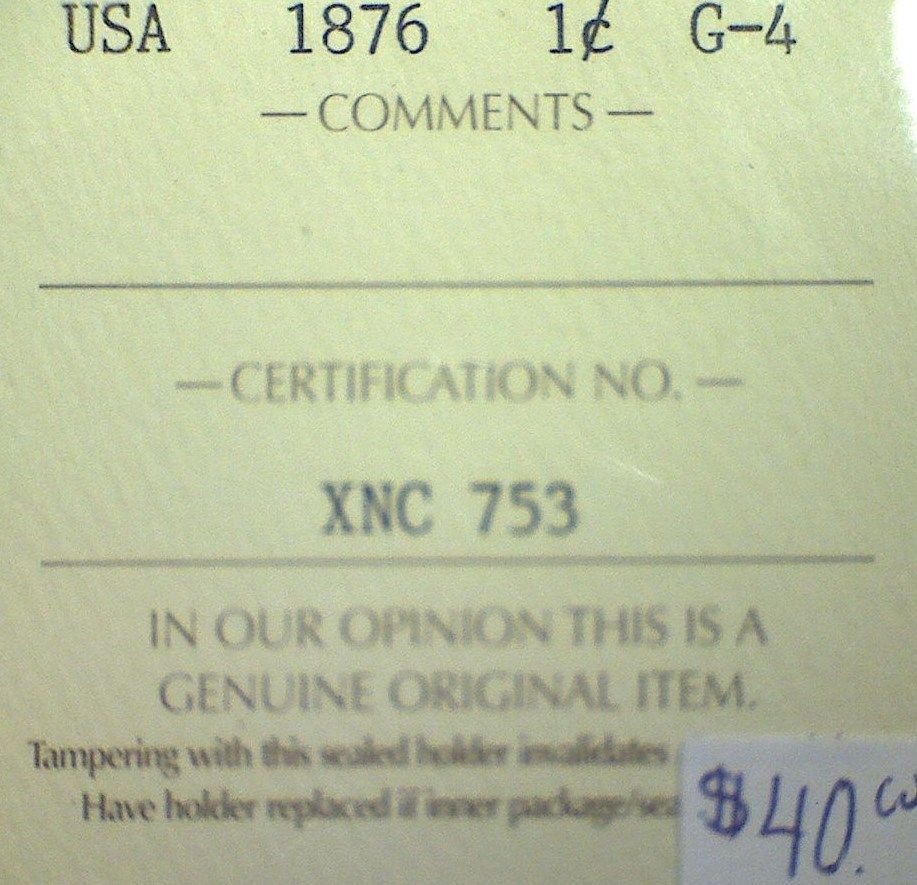 USA 1876 1¢ G-4
— COMMENTS —
— CERTIFICATION NO. —
XNC 753
IN OUR OPINION THIS IS A
GENUINE ORIGINAL ITEM.
Tampering with this sealed holder invalidates
Have holder replaced if inner package/sea
$40.